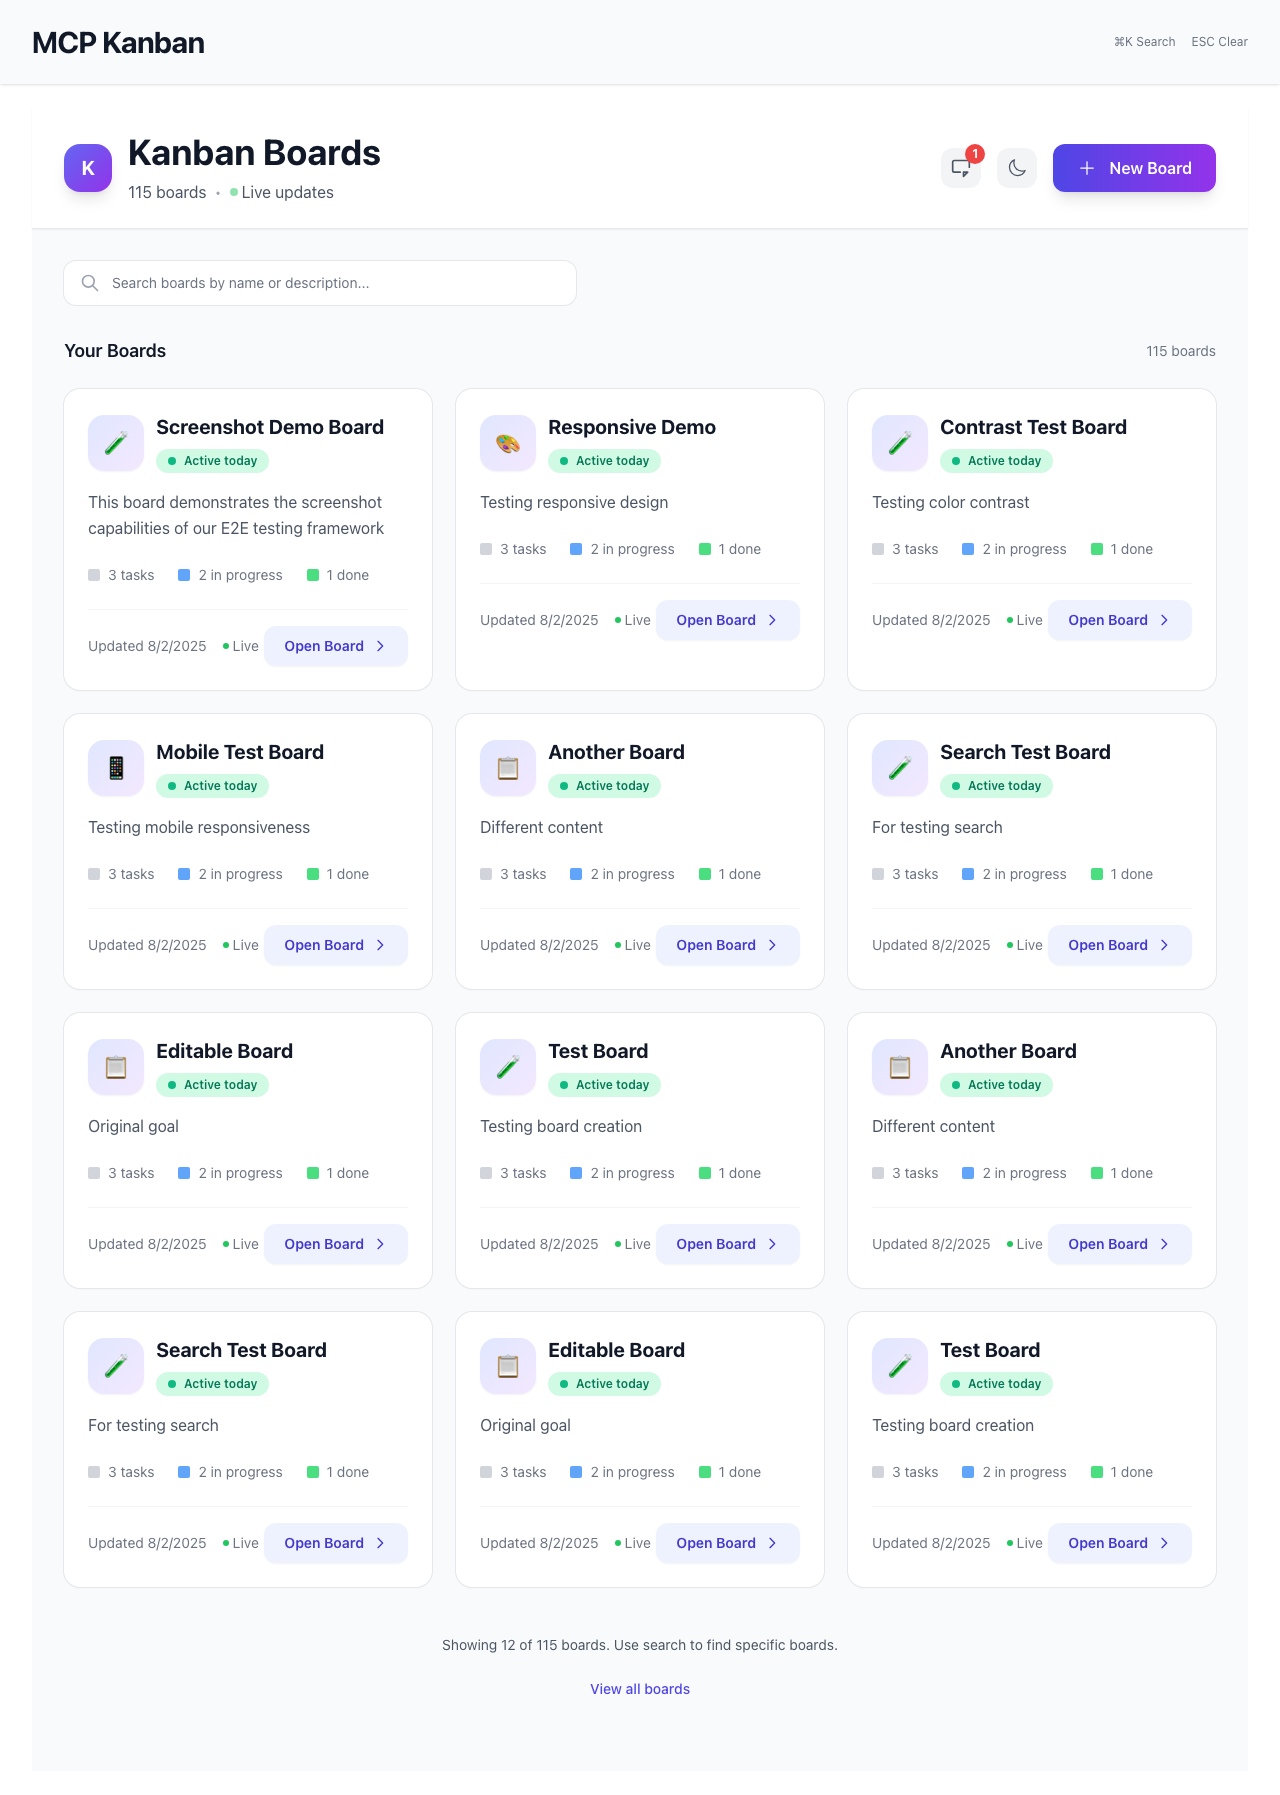 MCP Kanban
⌘K Search ESC Clear
K
Kanban Boards
115 boards • Live updates
1
New Board
Search boards by name or description...
Your Boards
115 boards
Screenshot Demo Board
Active today
This board demonstrates the screenshot
capabilities of our E2E testing framework
3 tasks 2 in progress 1 done
Updated 8/2/2025 Live Open Board
Responsive Demo
Active today
Testing responsive design
3 tasks 2 in progress 1 done
Updated 8/2/2025 Live Open Board
Contrast Test Board
Active today
Testing color contrast
3 tasks 2 in progress 1 done
Updated 8/2/2025 Live Open Board
Mobile Test Board
Active today
Testing mobile responsiveness
3 tasks 2 in progress 1 done
Updated 8/2/2025 Live Open Board
Another Board
Active today
Different content
3 tasks 2 in progress 1 done
Updated 8/2/2025 Live Open Board
Search Test Board
Active today
For testing search
3 tasks 2 in progress 1 done
Updated 8/2/2025 Live Open Board
Editable Board
Active today
Original goal
3 tasks 2 in progress 1 done
Updated 8/2/2025 Live Open Board
Test Board
Active today
Testing board creation
3 tasks 2 in progress 1 done
Updated 8/2/2025 Live Open Board
Another Board
Active today
Different content
3 tasks 2 in progress 1 done
Updated 8/2/2025 Live Open Board
Search Test Board
Active today
For testing search
3 tasks 2 in progress 1 done
Updated 8/2/2025 Live Open Board
Editable Board
Active today
Original goal
3 tasks 2 in progress 1 done
Updated 8/2/2025 Live Open Board
Test Board
Active today
Testing board creation
3 tasks 2 in progress 1 done
Updated 8/2/2025 Live Open Board
Showing 12 of 115 boards. Use search to find specific boards.
View all boards